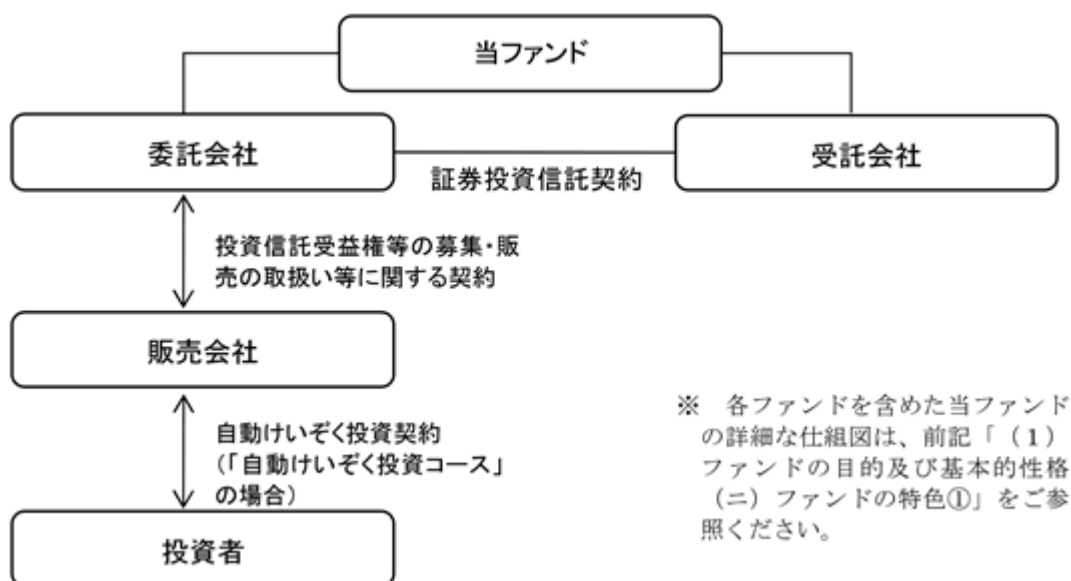 当ファンド
委託会社
受託会社
証券投資信託契約
投資信託受益権等の募集・販
売の取扱い等に関する契約
販売会社
自動けいぞく投資契約
(「自動けいぞく投資コース」
の場合)
投資者
※　各ファンドを含めた当ファンド
の詳細な仕組図は、前記「（１）
ファンドの目的及び基本的性格
（ニ）ファンドの特色①」をご参
照ください。